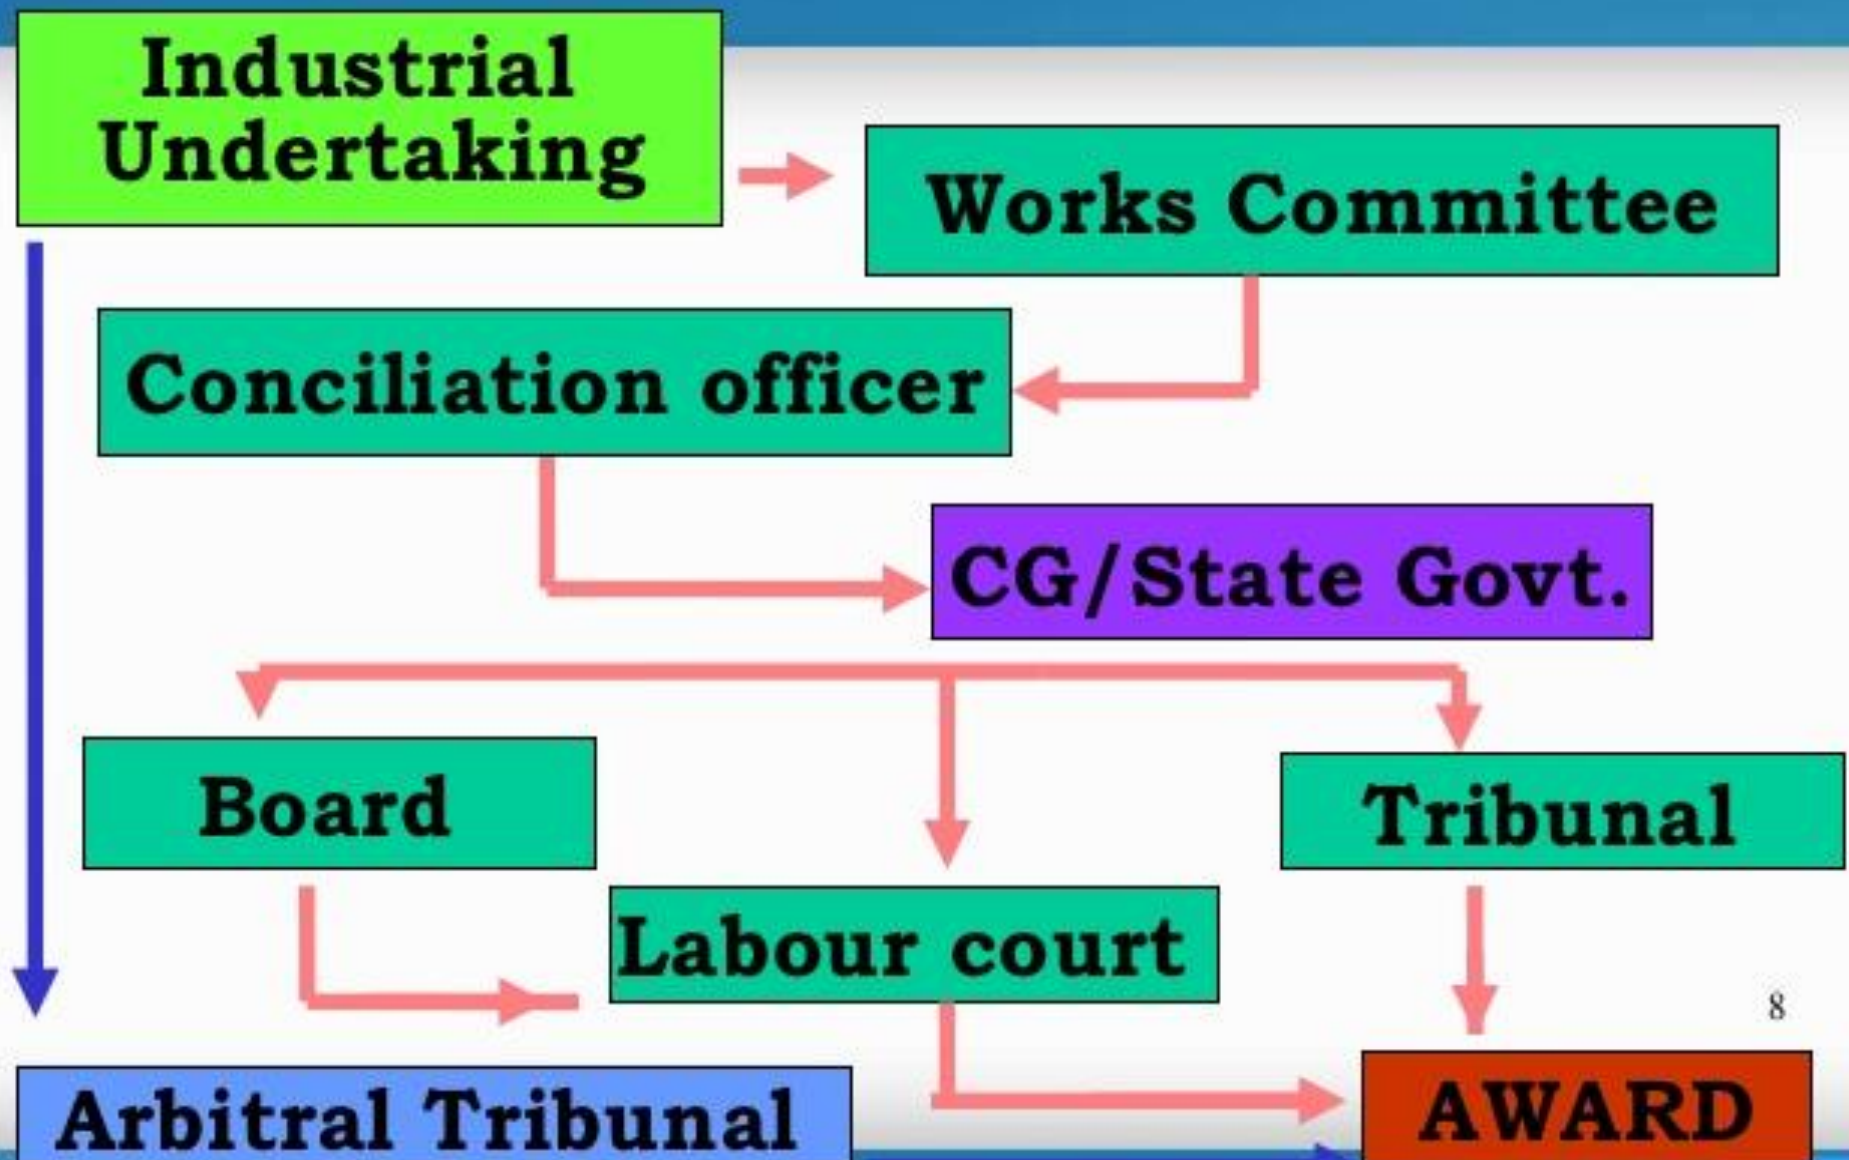 Industrial
Undertaking
Works Committee
Conciliation officer
CG/State Govt.
Board
Tribunal
Labour court
8
Arbitral Tribunal
AWARD